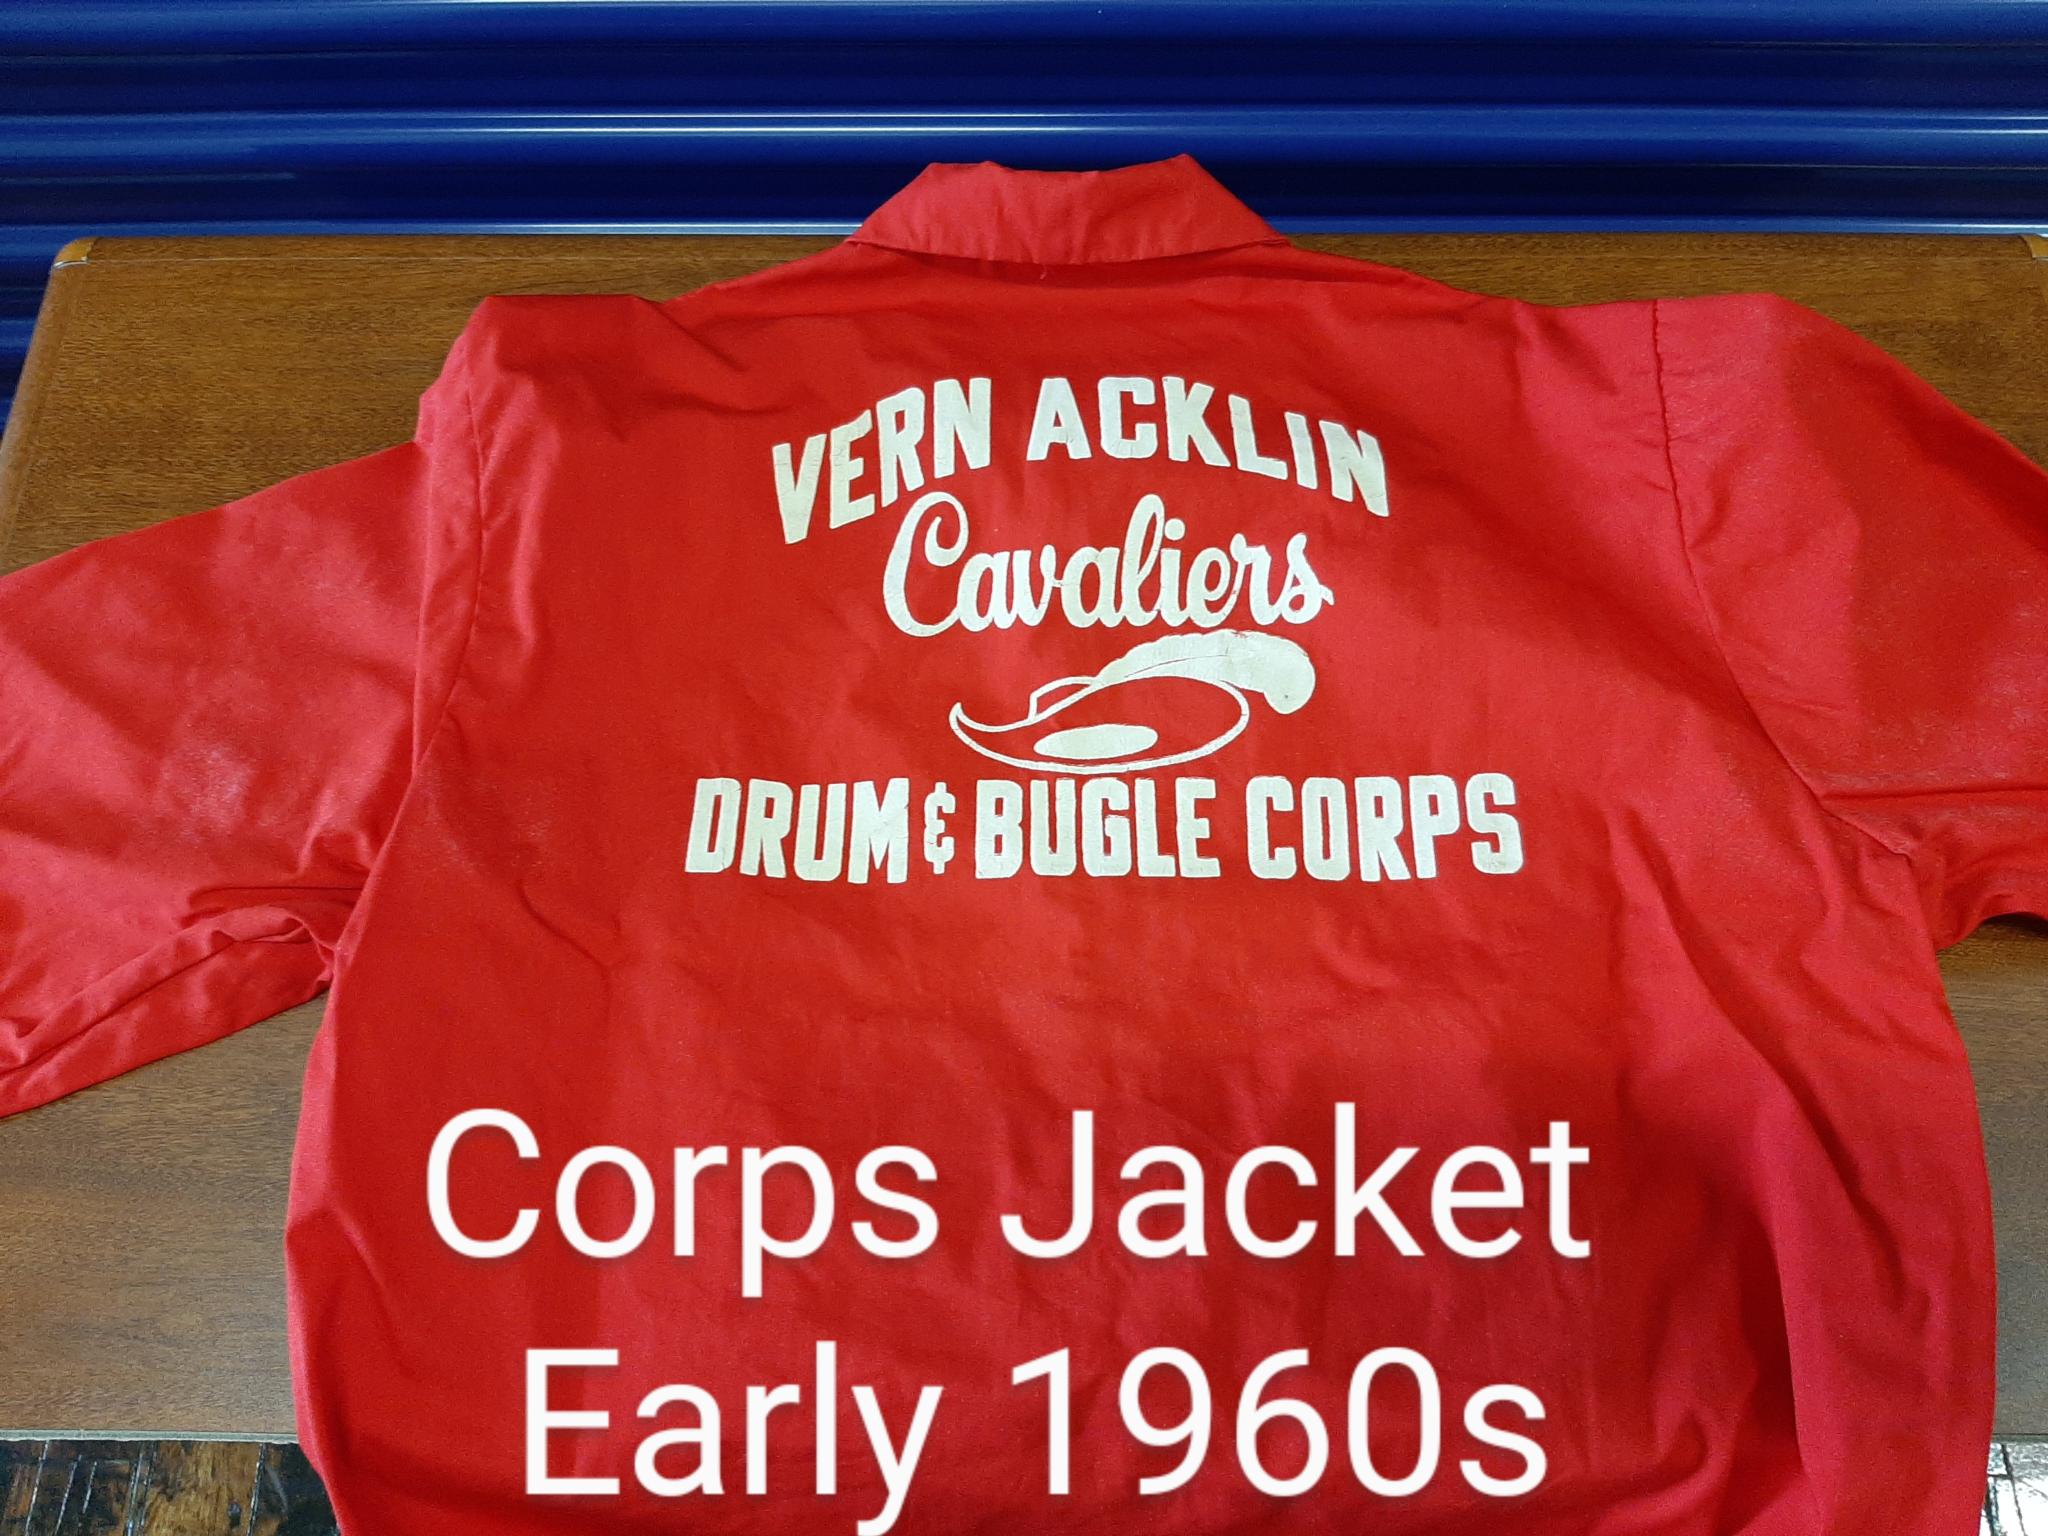 VERN ACKLIN
Cavaliers
DRUM & BUGLE CORPS
Corps Jacket
Early 1960s